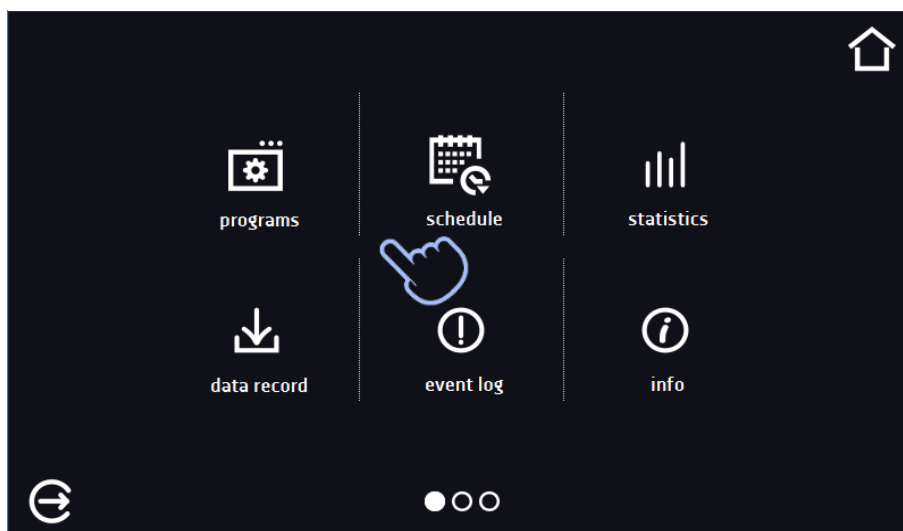 programs
schedule
statistics
data record
event log
info